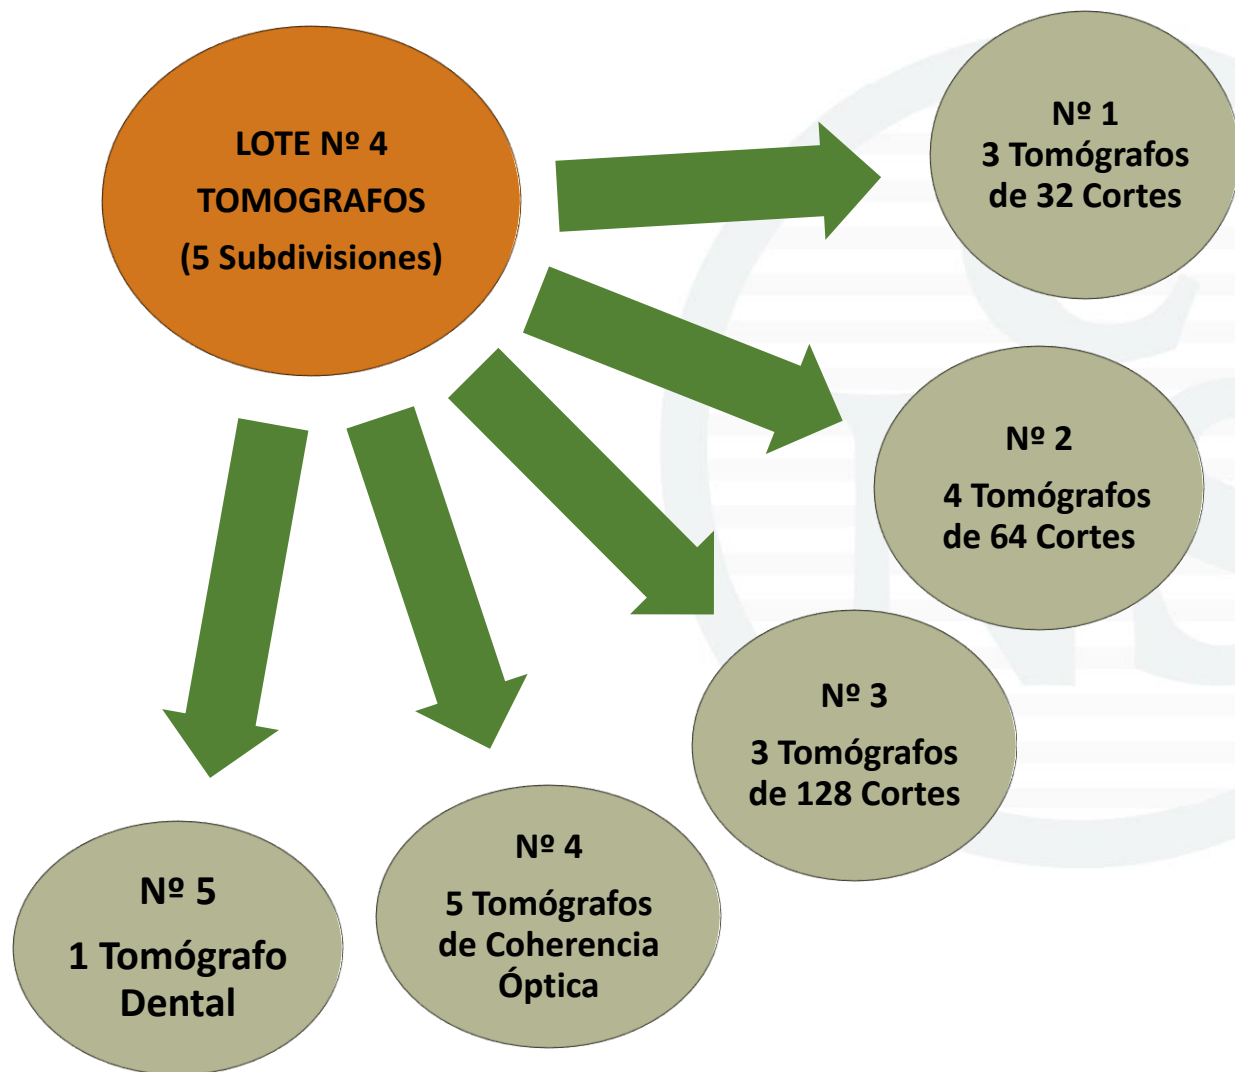 LOTE Nº 4
TOMOGRAFOS
(5 Subdivisiones)
Nº 1
3 Tomógrafos
de 32 Cortes
Nº 2
4 Tomógrafos
de 64 Cortes
Nº 3
3 Tomógrafos
de 128 Cortes
Nº 4
5 Tomógrafos
de Coherencia
Óptica
Nº 5
1 Tomógrafo
Dental